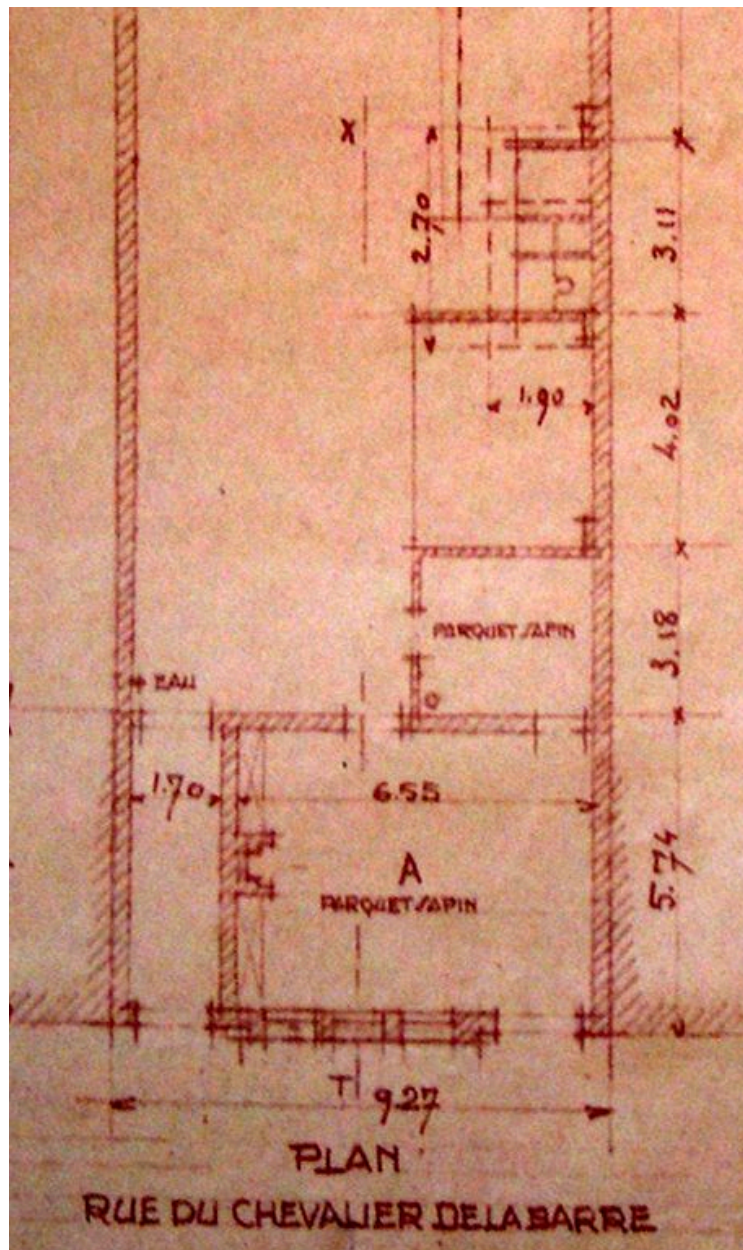 X
2.70
3.11
1.90
4.02
PARQUET SAPIN
3.18
EAU
1.70
6.55
A
PARQUET SAPIN
5.74
T
9.27
PLAN
RUE DU CHEVALIER DE LA BARRE